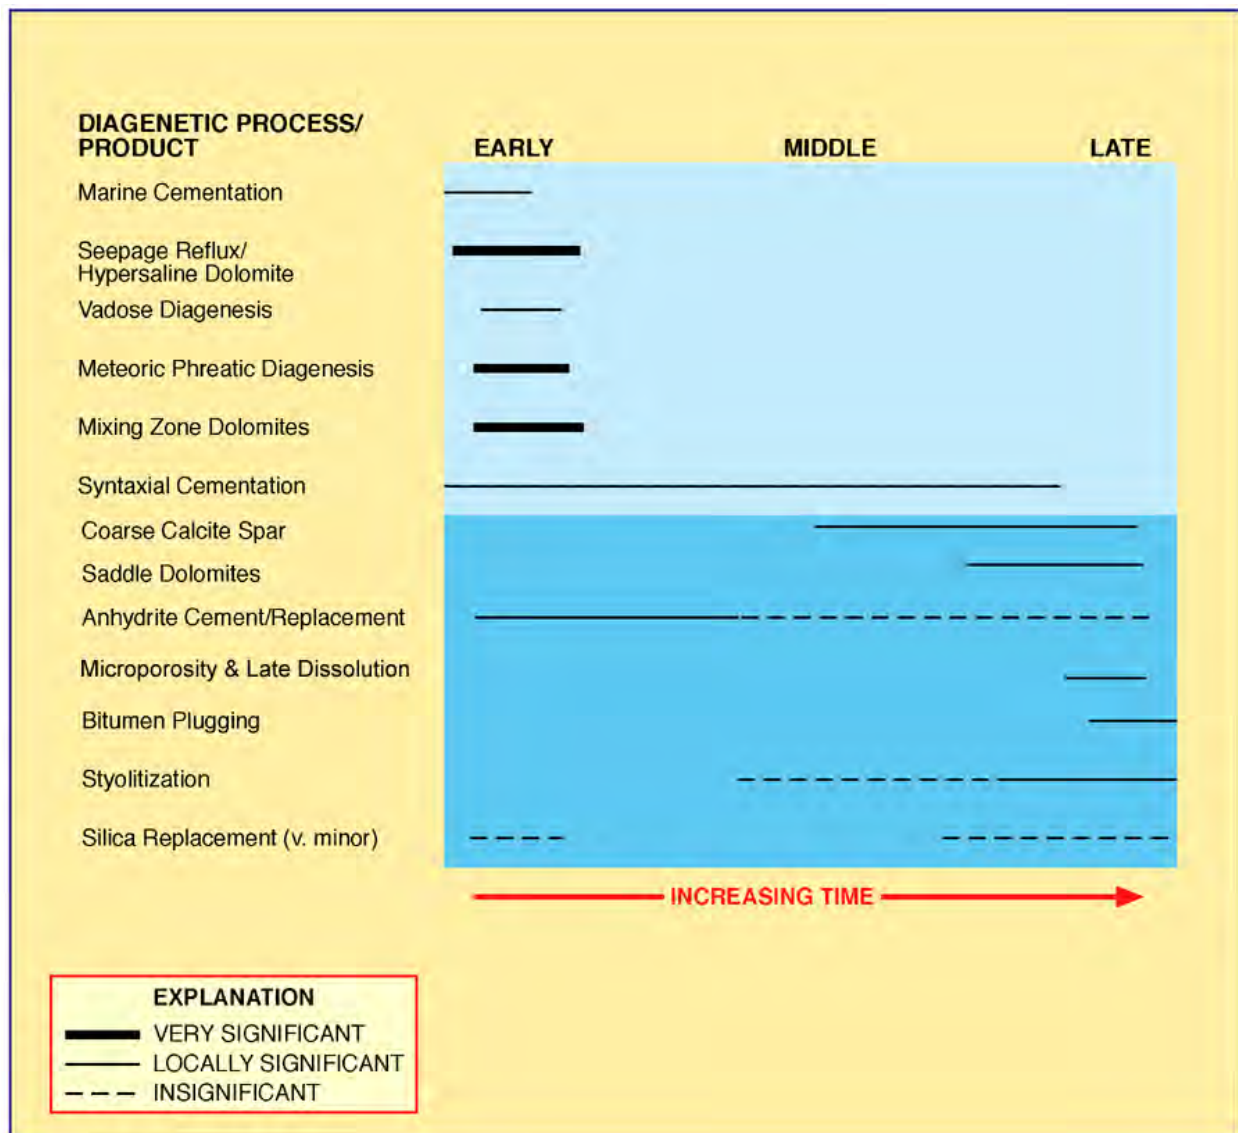 DIAGENETIC PROCESS/
PRODUCT
EARLY
MIDDLE
LATE
Marine Cementation
Seepage Reflux/
Hypersaline Dolomite
Vadose Diagenesis
Meteoric Phreatic Diagenesis
Mixing Zone Dolomites
Syntaxial Cementation
Coarse Calcite Spar
Saddle Dolomites
Anhydrite Cement/Replacement
Microporosity & Late Dissolution
Bitumen Plugging
Styolitization
Silica Replacement (v. minor)
INCREASING TIME
EXPLANATION
VERY SIGNIFICANT
LOCALLY SIGNIFICANT
INSIGNIFICANT